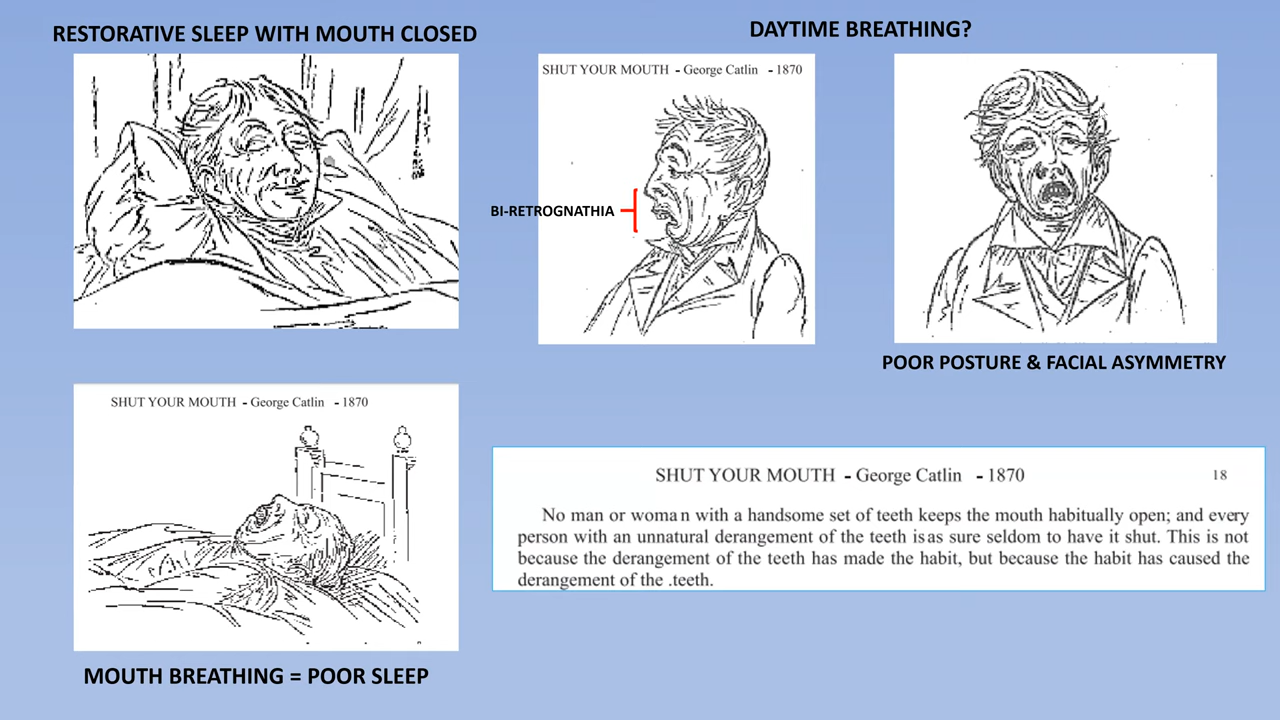 RESTORATIVE SLEEP WITH MOUTH CLOSED
DAYTIME BREATHING?
SHUT YOUR MOUTH - George Catlin - 1870
BI-RETROGNATHIA
POOR POSTURE & FACIAL ASYMMETRY
SHUT YOUR MOUTH - George Catlin - 1870
MOUTH BREATHING = POOR SLEEP
SHUT YOUR MOUTH - George Catlin - 1870 18
No man or woma n with a handsome set of teeth keeps the mouth habitually open; and every
person with an unnatural derangement of the teeth is as sure seldom to have it shut. This is not
because the derangement of the teeth has made the habit, but because the habit has caused the
derangement of the .teeth.